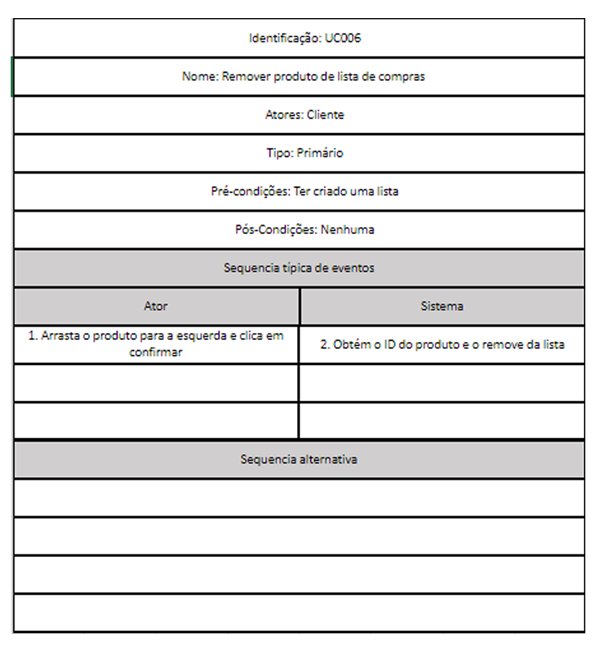 Identificação: UC006
Nome: Remover produto de lista de compras
Atores: Cliente
Tipo: Primário
Pré-condições: Ter criado uma lista
Pós-Condições: Nenhuma
Sequencia típica de eventos
Ator
Sistema
1. Arrasta o produto para a esquerda e clica em
confirmar
2. Obtém o ID do produto e o remove da lista
Sequencia alternativa